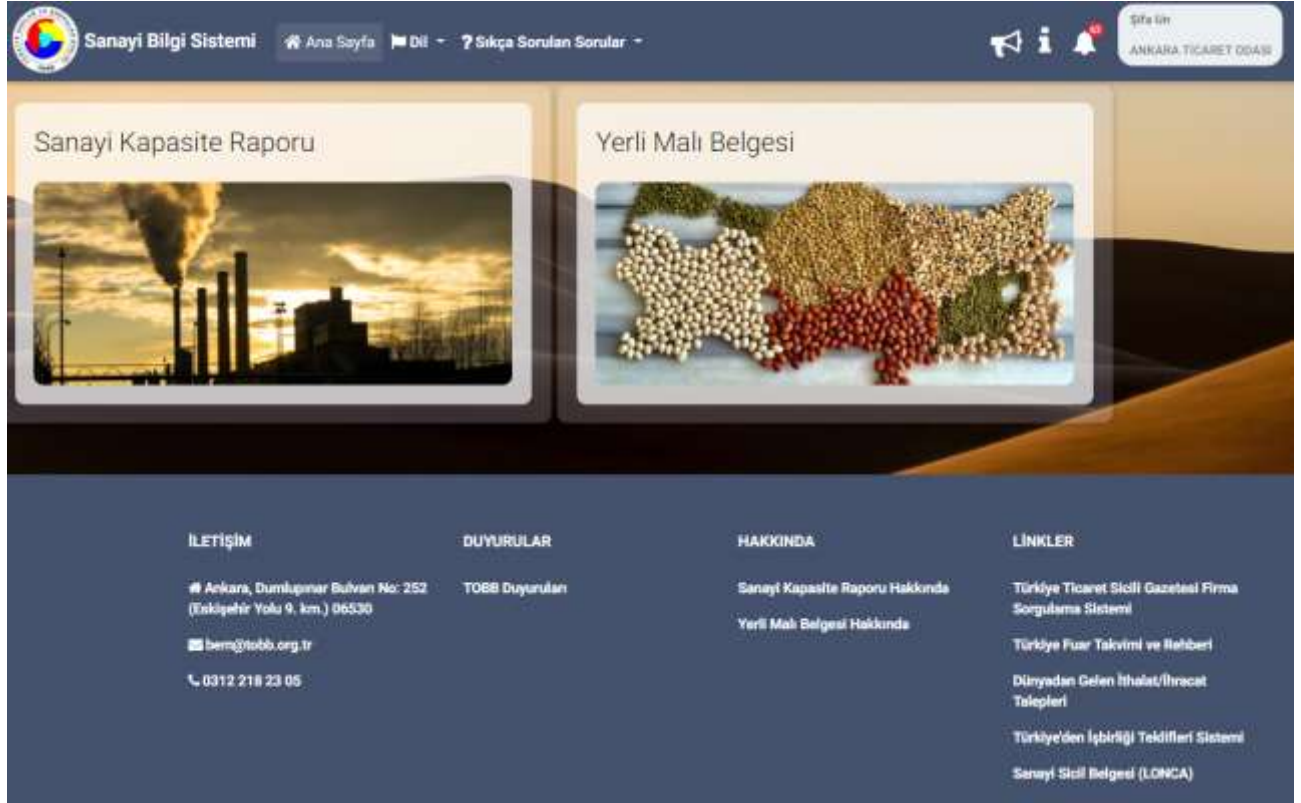 Sanayi Bilgi Sistemi
Ana Sayfa
Dil
? Sıkça Sorulan Sorular
Şifa Un
ANKARA TİCARET ODASI
Sanayi Kapasite Raporu
Yerli Malı Belgesi
İLETİŞİM
Ankara, Dumlupınar Bulvarı No: 252
(Eskişehir Yolu 9. km.) 06530
bem@tobb.org.tr
0312 218 23 05
DUYURULAR
TOBB Duyuruları
HAKKINDA
Sanayi Kapasite Raporu Hakkında
Yerli Malı Belgesi Hakkında
LİNKLER
Türkiye Ticaret Sicili Gazetesi Firma
Sorgulama Sistemi
Türkiye Fuar Takvimi ve Rehberi
Dünyadan Gelen İthalat/İhracat
Talepleri
Türkiye'den İşbirliği Teklifleri Sistemi
Sanayi Sicil Belgesi (LONCA)